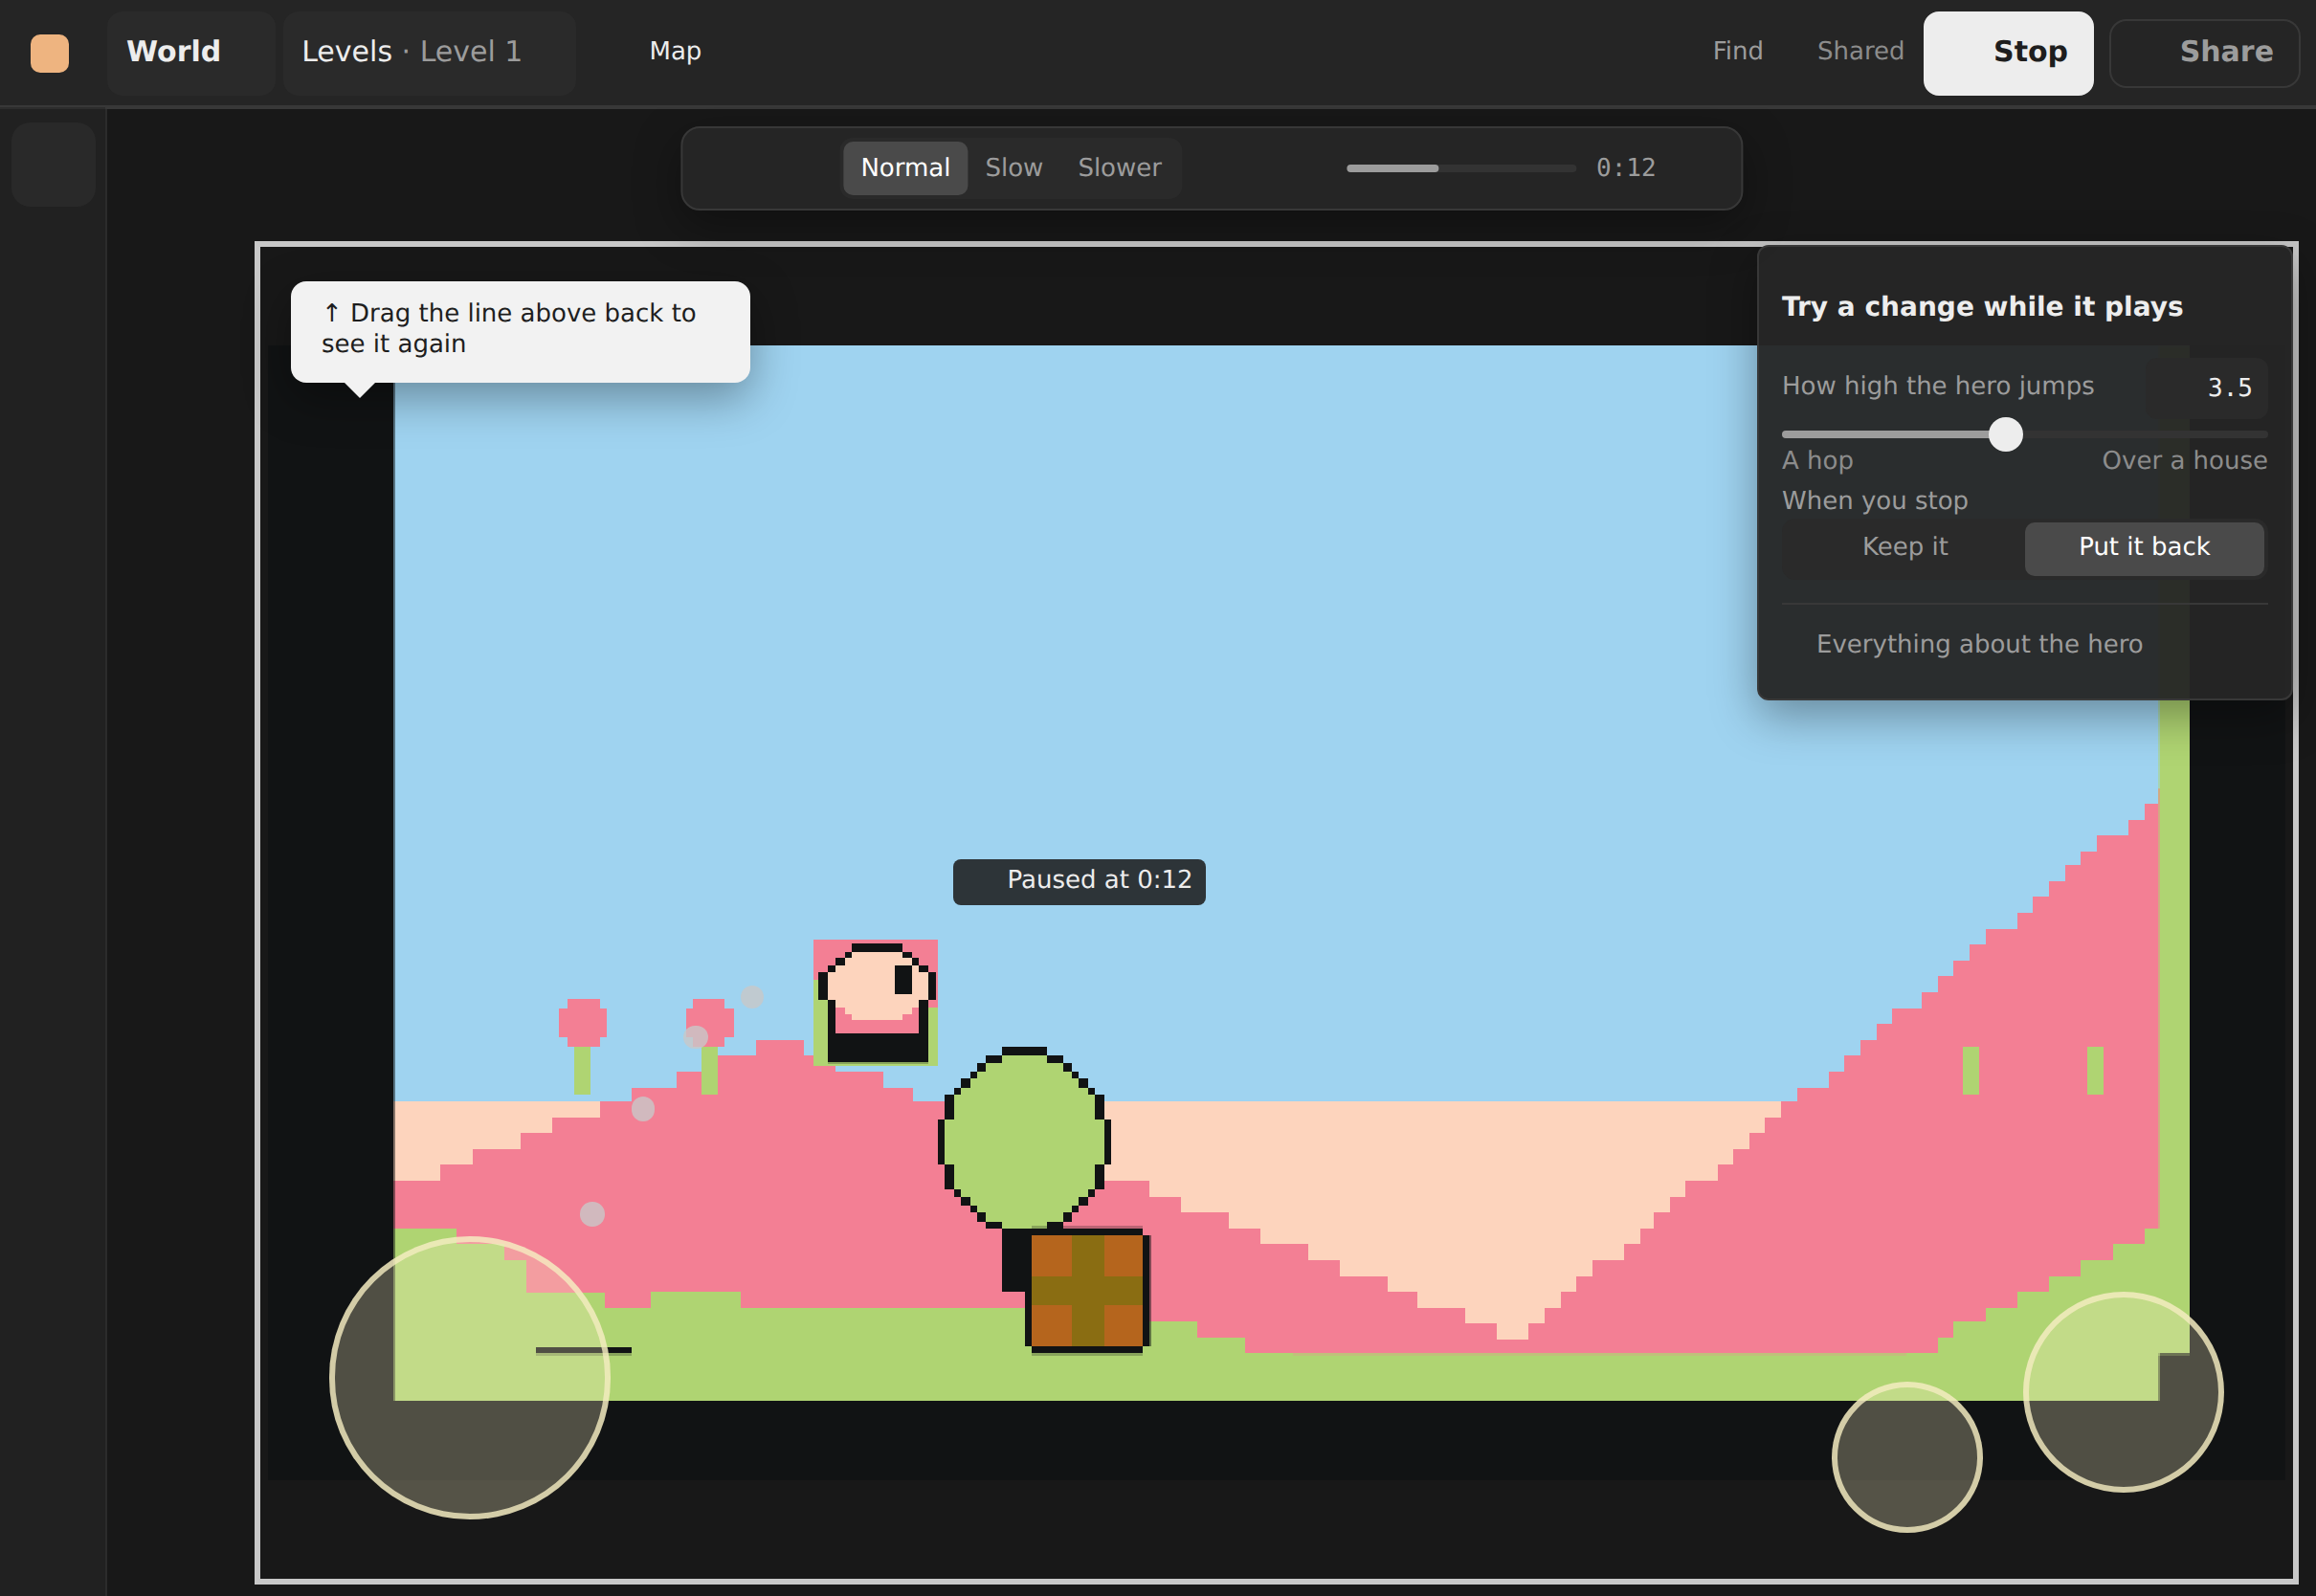 World
Levels · Level 1
Map
Find
Shared
Stop
Share
Normal
Slow
Slower
0:12
↑ Drag the line above back to
see it again
Try a change while it plays
How high the hero jumps
3.5
A hop
Over a house
When you stop
Keep it
Put it back
Everything about the hero
Paused at 0:12